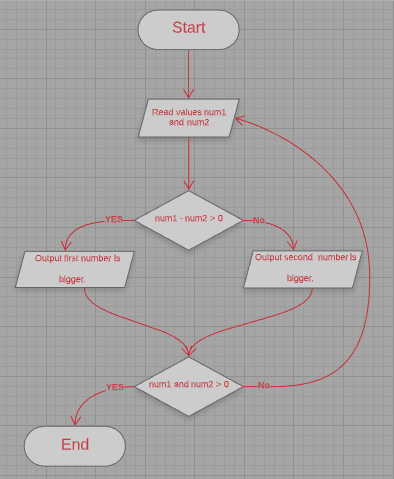 Start
Read values num1
and num2
num1 - num2 > 0
YES
No
Output first number is
bigger.
Output second number is
bigger.
num1 and num2 > 0
YES
No
End